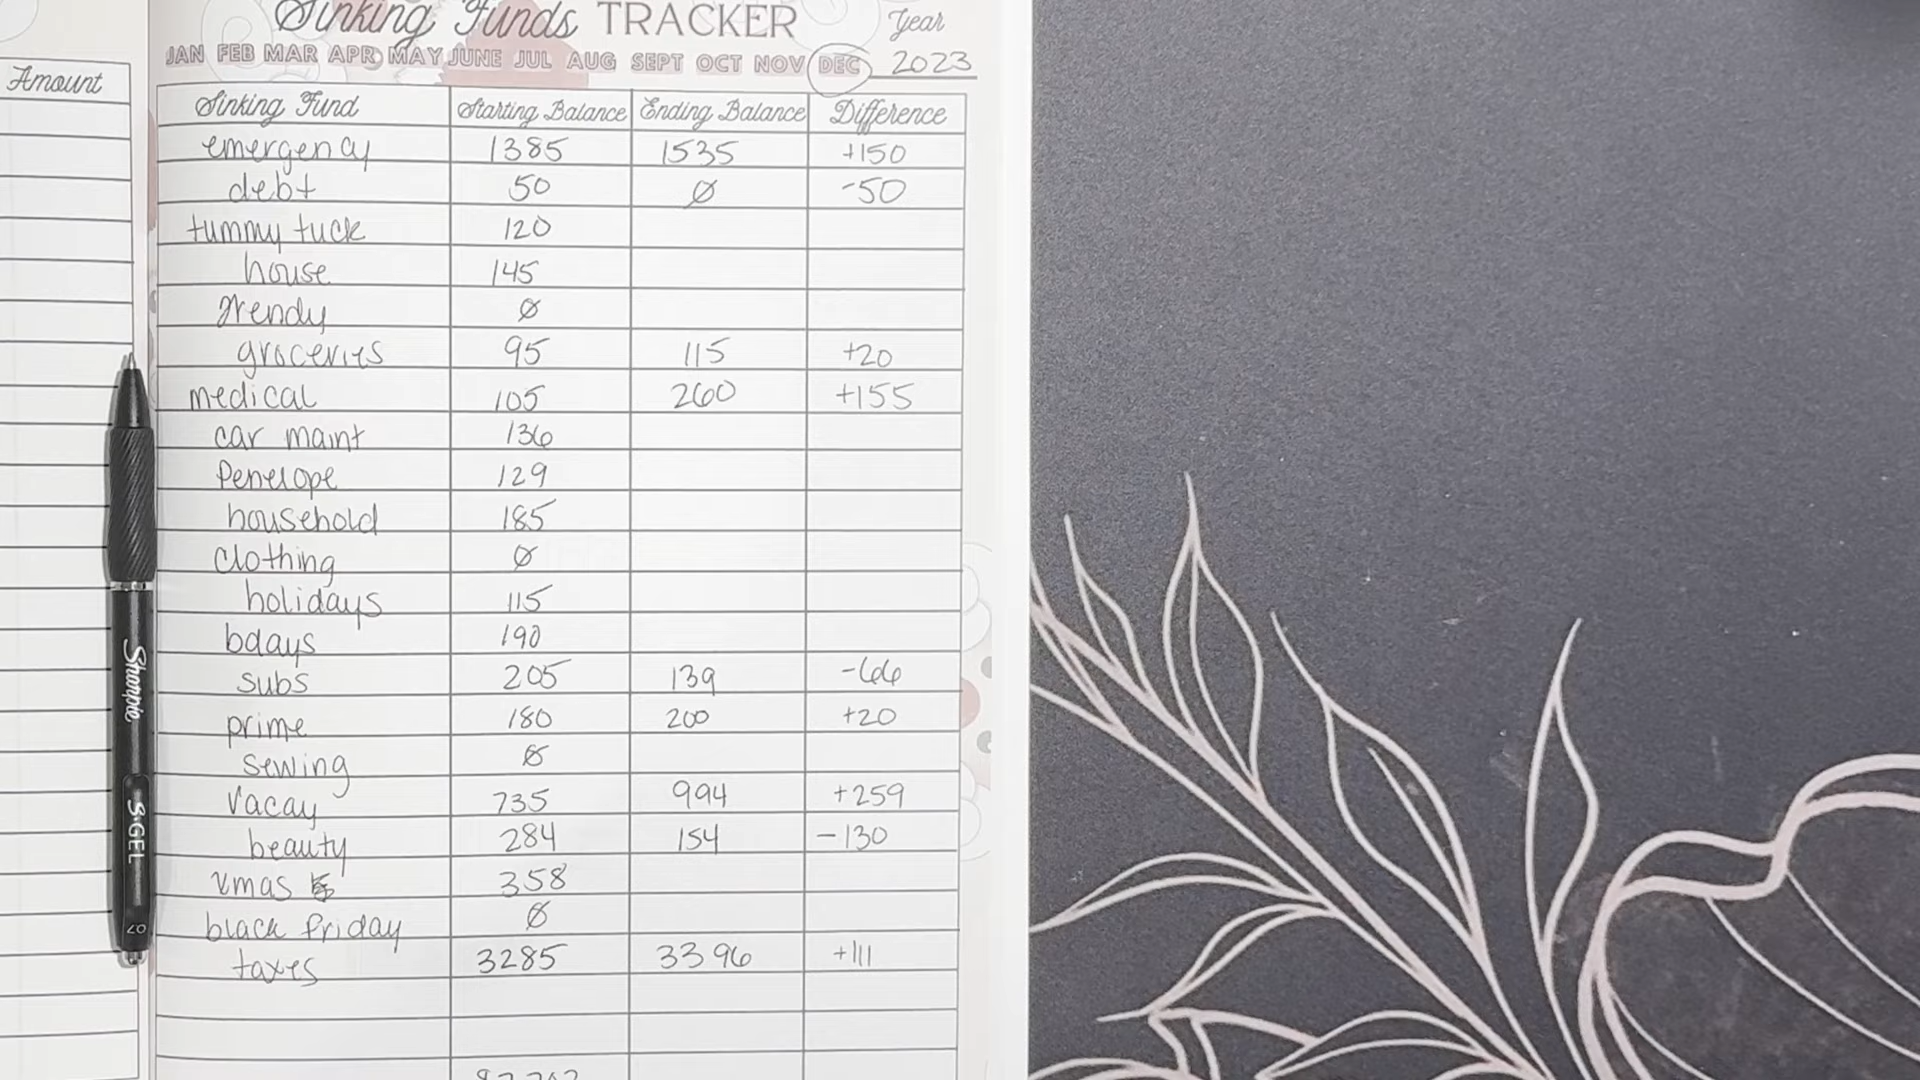 Sinking Funds TRACKER Year
JAN FEB MAR APR MAY JUNE JUL AUG SEPT OCT NOV DEC 2023
Amount
Sinking Fund Starting Balance Ending Balance Difference
emergency 1385 1535 +150
debt 50 Ø -50
tummy tuck 120
house 145
Ø
groceries 95 115 +20
medical 105 260 +155
car maint 136
Penelope 129
household 185
clothing Ø
holidays 115
bdays 190
subs 205 139 -66
prime 180 200 +20
sewing Ø
vacay 735 994 +259
beauty 284 154 -130
xmas 358
black friday Ø
taxes 3285 3396 +111
Sharpie
S·GEL
07